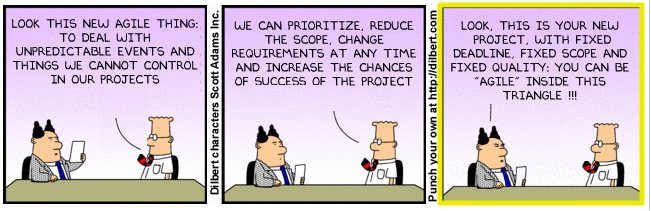 LOOK THIS NEW AGILE THING:
TO DEAL WITH
UNPREDICTABLE EVENTS AND
THINGS WE CANNOT CONTROL
IN OUR PROJECTS
Dilbert characters Scott Adams Inc.
WE CAN PRIORITIZE, REDUCE
THE SCOPE, CHANGE
REQUIREMENTS AT ANY TIME
AND INCREASE THE CHANCES
OF SUCCESS OF THE PROJECT
Punch your own at http://dilbert.com
LOOK, THIS IS YOUR NEW
PROJECT, WITH FIXED
DEADLINE, FIXED SCOPE AND
FIXED QUALITY: YOU CAN BE
"AGILE" INSIDE THIS
TRIANGLE !!!